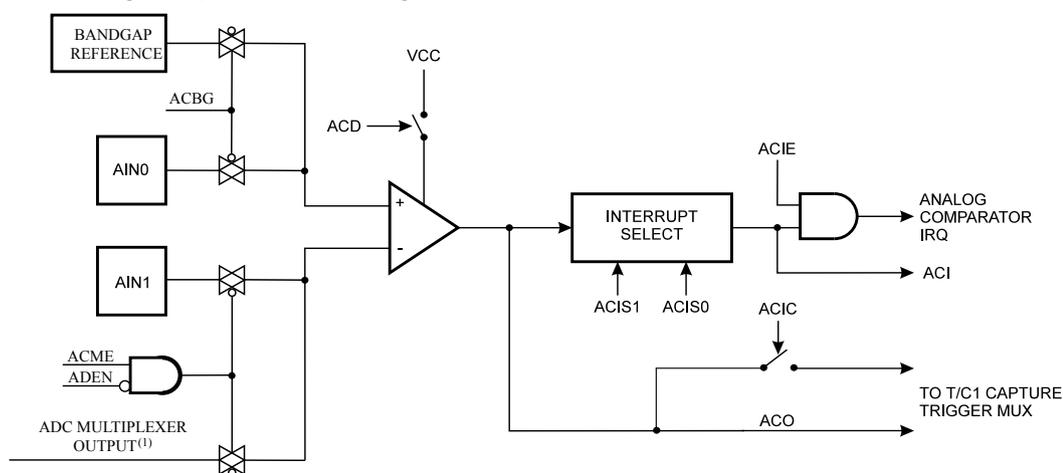 BANDGAP
REFERENCE
VCC
ACBG
ACD
AIN0
ACIE
+
INTERRUPT
SELECT
ANALOG
COMPARATOR
IRQ
-
AIN1
ACI
ACIS1 ACIS0
ACIC
ACME
ADEN
TO T/C1 CAPTURE
TRIGGER MUX
ADC MULTIPLEXER
OUTPUT(1)
ACO